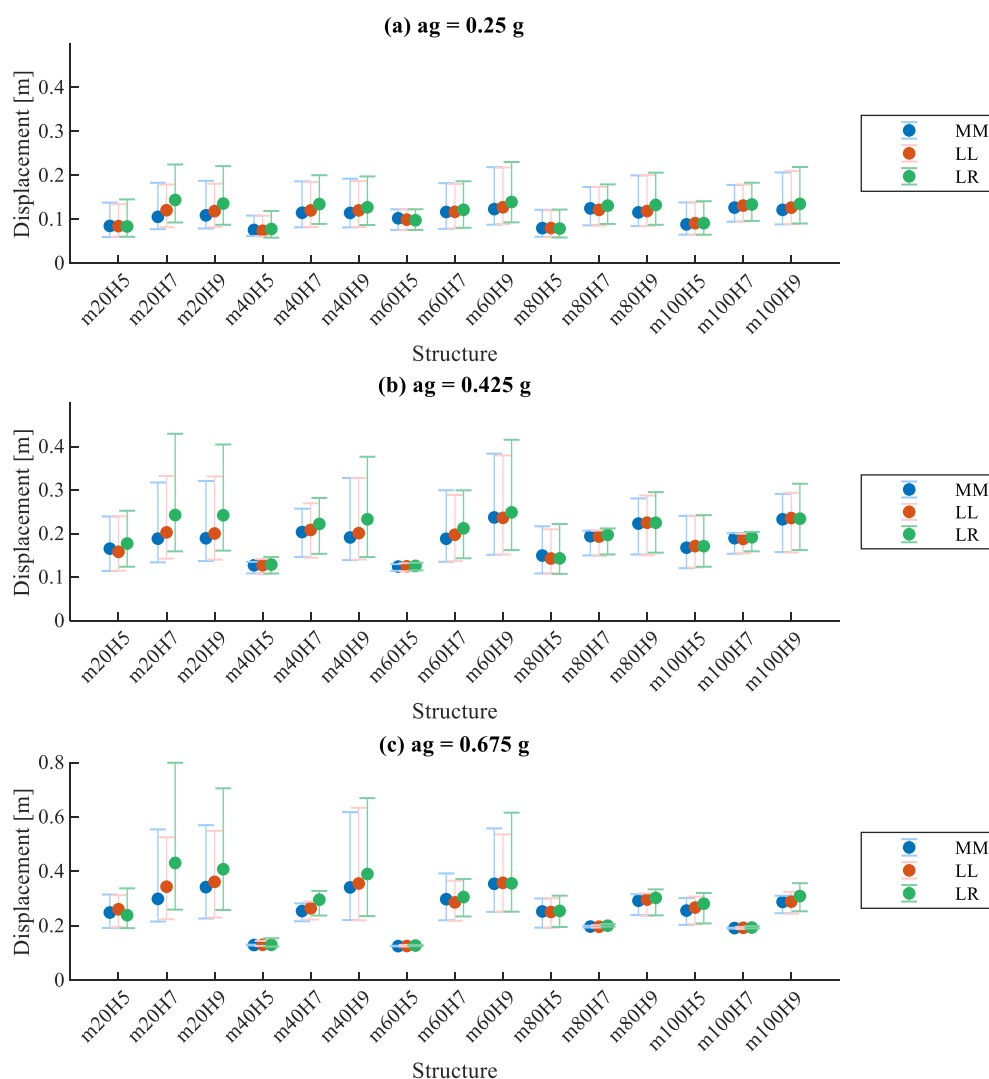 (a) ag = 0.25 g
Displacement [m]
0.4
0.3
0.2
0.1
0
m20H5
m20H7
m20H9
m40H5
m40H7
m40H9
m60H5
m60H7
m60H9
m80H5
m80H7
m80H9
m100H5
m100H7
m100H9
Structure
MM
LL
LR
(b) ag = 0.425 g
Displacement [m]
0.4
0.3
0.2
0.1
0
m20H5
m20H7
m20H9
m40H5
m40H7
m40H9
m60H5
m60H7
m60H9
m80H5
m80H7
m80H9
m100H5
m100H7
m100H9
Structure
MM
LL
LR
(c) ag = 0.675 g
Displacement [m]
0.8
0.6
0.4
0.2
0
m20H5
m20H7
m20H9
m40H5
m40H7
m40H9
m60H5
m60H7
m60H9
m80H5
m80H7
m80H9
m100H5
m100H7
m100H9
Structure
MM
LL
LR